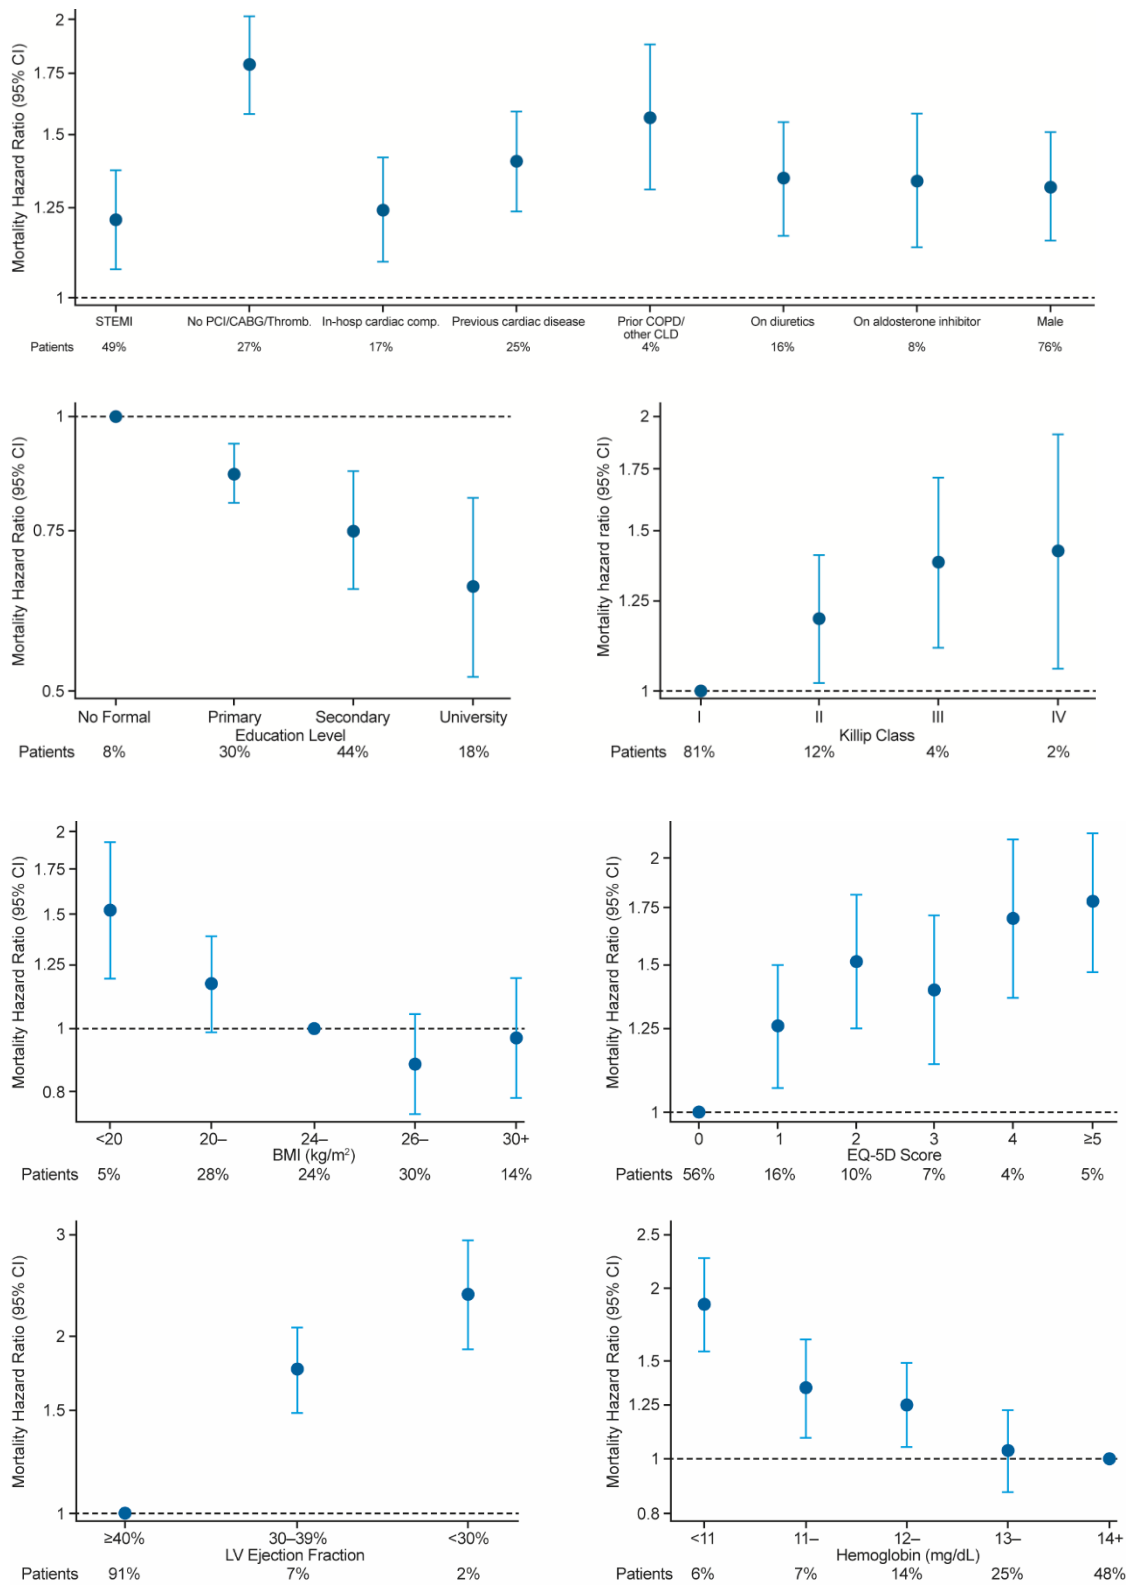 Mortality Hazard Ratio (95% CI)
2
1.75
1.5
1.25
1
STEMI No PCI/CABG/Thromb. In-hosp cardiac comp. Previous cardiac disease Prior COPD/ other CLD On diuretics On aldosterone inhibitor Male
Patients 49% 27% 17% 25% 4% 16% 8% 76%
Mortality Hazard Ratio (95% CI)
1
0.75
0.5
No Formal Primary Secondary University
Education Level
Patients 8% 30% 44% 18%
Mortality hazard ratio (95% CI)
2
1.75
1.5
1.25
1
I II III IV
Killip Class
Patients 81% 12% 4% 2%
Mortality Hazard Ratio (95% CI)
2
1.75
1.5
1.25
1
0.8
<20 20– 24– 26– 30+
BMI (kg/m²)
Patients 5% 28% 24% 30% 14%
Mortality Hazard Ratio (95% CI)
2
1.75
1.5
1.25
1
0 1 2 3 4 ≥5
EQ-5D Score
Patients 56% 16% 10% 7% 4% 5%
Mortality Hazard Ratio (95% CI)
3
2
1.5
1
≥40% 30–39% <30%
LV Ejection Fraction
Patients 91% 7% 2%
Mortality Hazard Ratio (95% CI)
2.5
2
1.5
1.25
1
0.8
<11 11– 12– 13– 14+
Hemoglobin (mg/dL)
Patients 6% 7% 14% 25% 48%